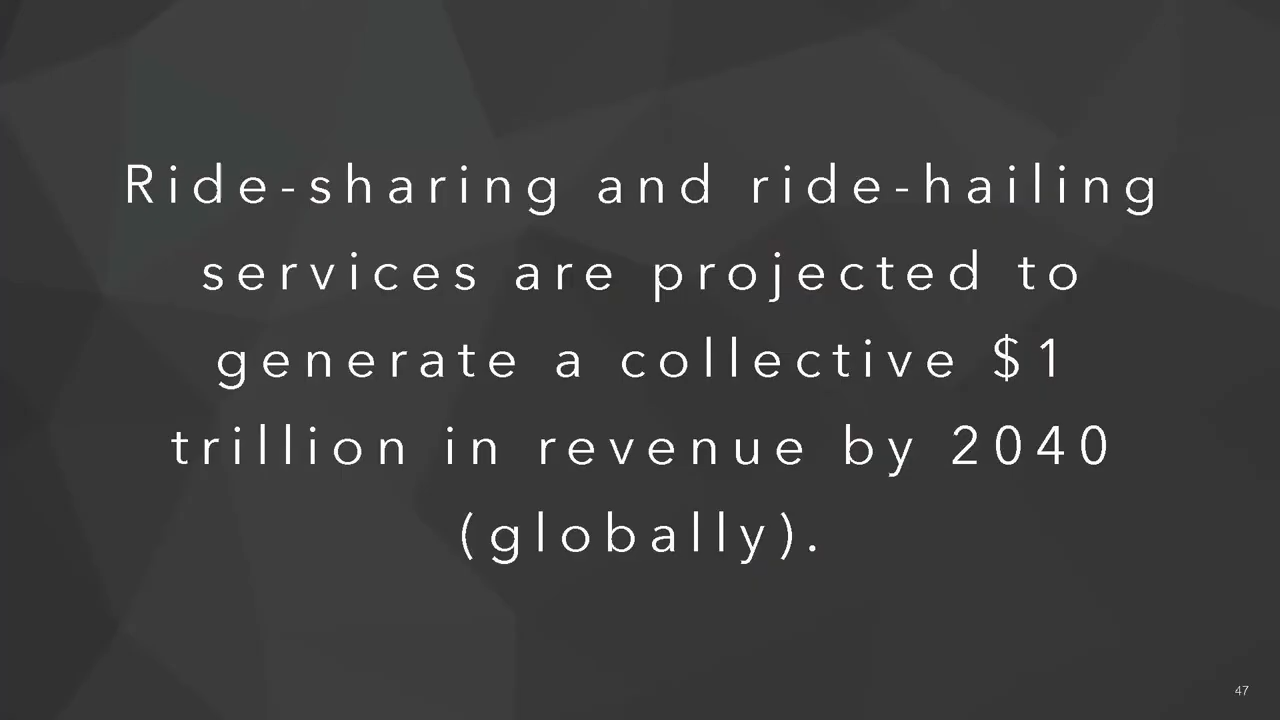 Ride-sharing and ride-hailing
services are projected to
generate a collective $1
trillion in revenue by 2040
(globally).
47